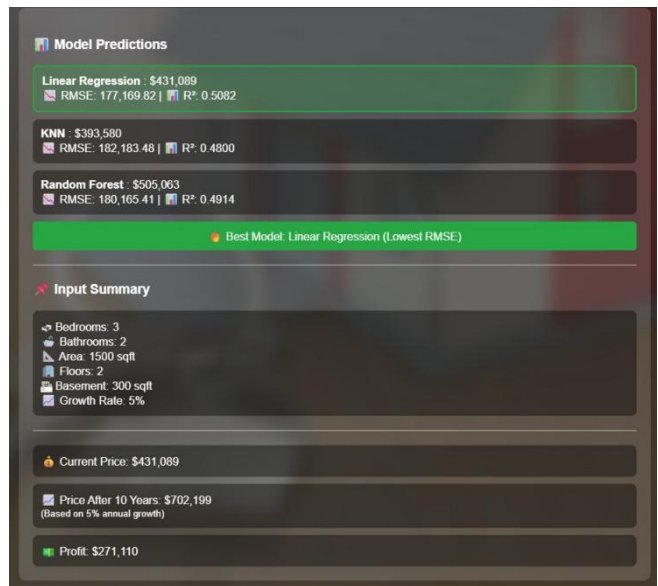 Model Predictions
Linear Regression : $431,089
RMSE: 177,169.82 | R²: 0.5082
KNN : $393,580
RMSE: 182,183.48 | R²: 0.4800
Random Forest : $505,063
RMSE: 180,165.41 | R²: 0.4914
Best Model: Linear Regression (Lowest RMSE)
Input Summary
Bedrooms: 3
Bathrooms: 2
Area: 1500 sqft
Floors: 2
Basement: 300 sqft
Growth Rate: 5%
Current Price: $431,089
Price After 10 Years: $702,199
(Based on 5% annual growth)
Profit: $271,110